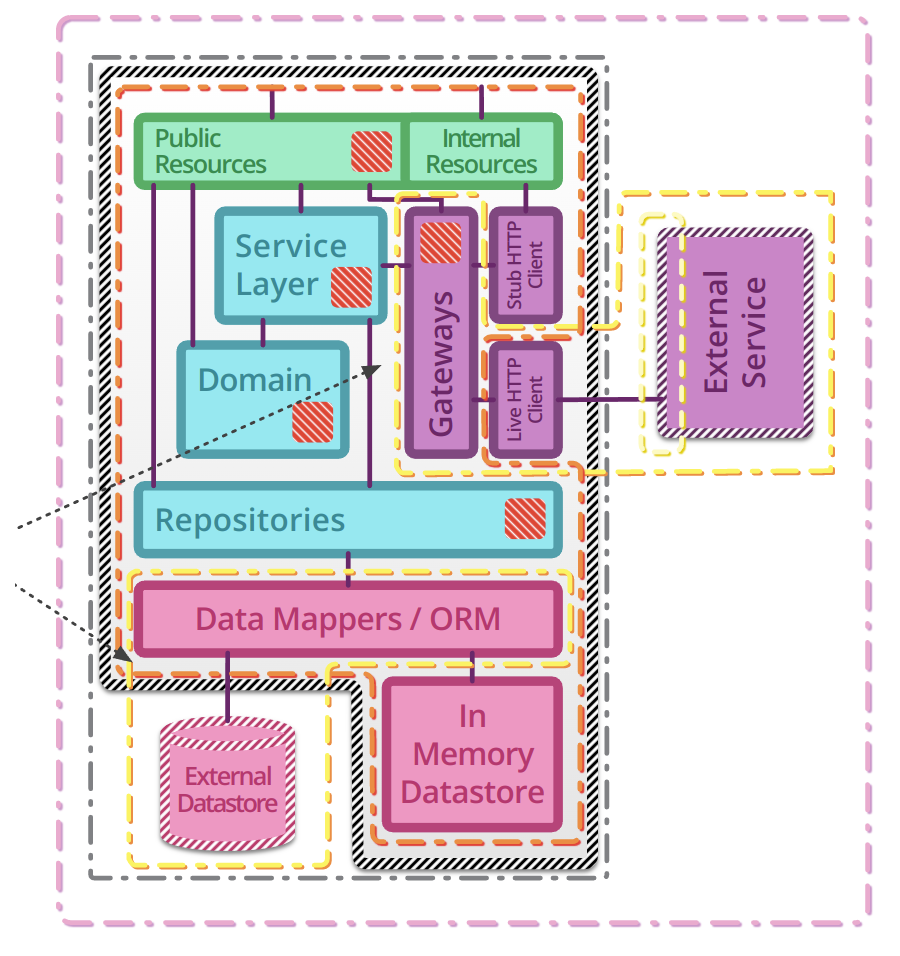 Public
Resources
Internal
Resources
Service
Layer
Gateways
Stub HTTP
Client
External
Service
Domain
Live HTTP
Client
Repositories
Data Mappers / ORM
In
Memory
Datastore
External
Datastore